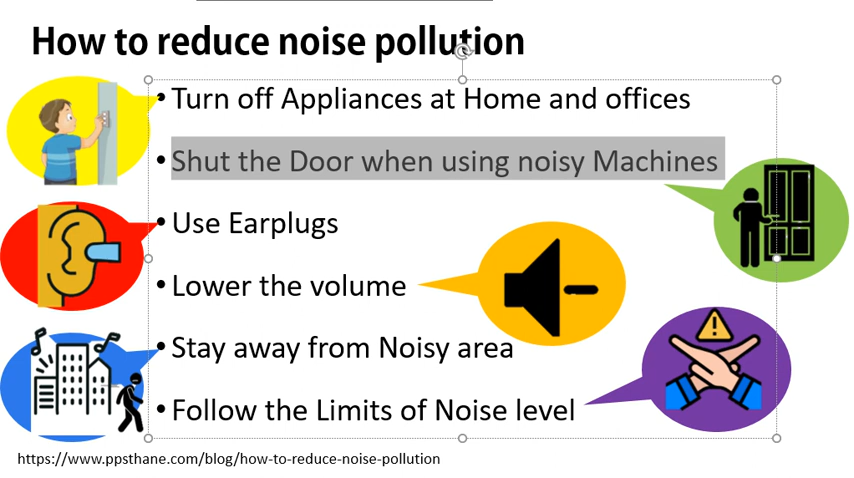 How to reduce noise pollution
• Turn off Appliances at Home and offices
• Shut the Door when using noisy Machines
• Use Earplugs
• Lower the volume
• Stay away from Noisy area
• Follow the Limits of Noise level
https://www.ppsthane.com/blog/how-to-reduce-noise-pollution